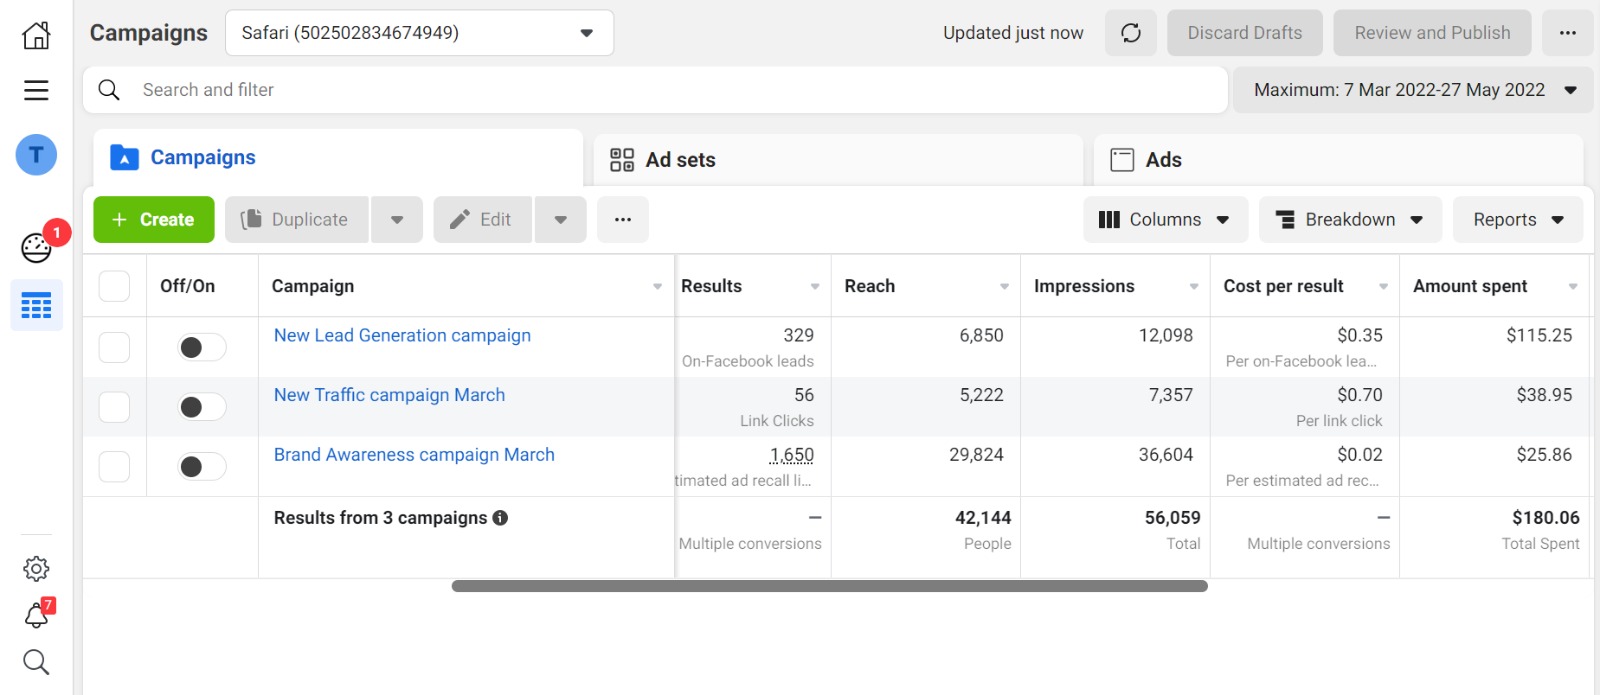 Campaigns
Safari (502502834674949)
Updated just now
Discard Drafts
Review and Publish
Search and filter
Maximum: 7 Mar 2022-27 May 2022
T
1
Campaigns
Ad sets
Ads
+ Create
Duplicate
Edit
Columns
Breakdown
Reports
Off/On Campaign Results Reach Impressions Cost per result Amount spent
New Lead Generation campaign 329 6,850 12,098 $0.35 $115.25
On-Facebook leads Per on-Facebook lea...
New Traffic campaign March 56 5,222 7,357 $0.70 $38.95
Link Clicks Per link click
Brand Awareness campaign March 1,650 29,824 36,604 $0.02 $25.86
timated ad recall li... Per estimated ad rec...
Results from 3 campaigns — 42,144 56,059 — $180.06
Multiple conversions People Total Multiple conversions Total Spent
7